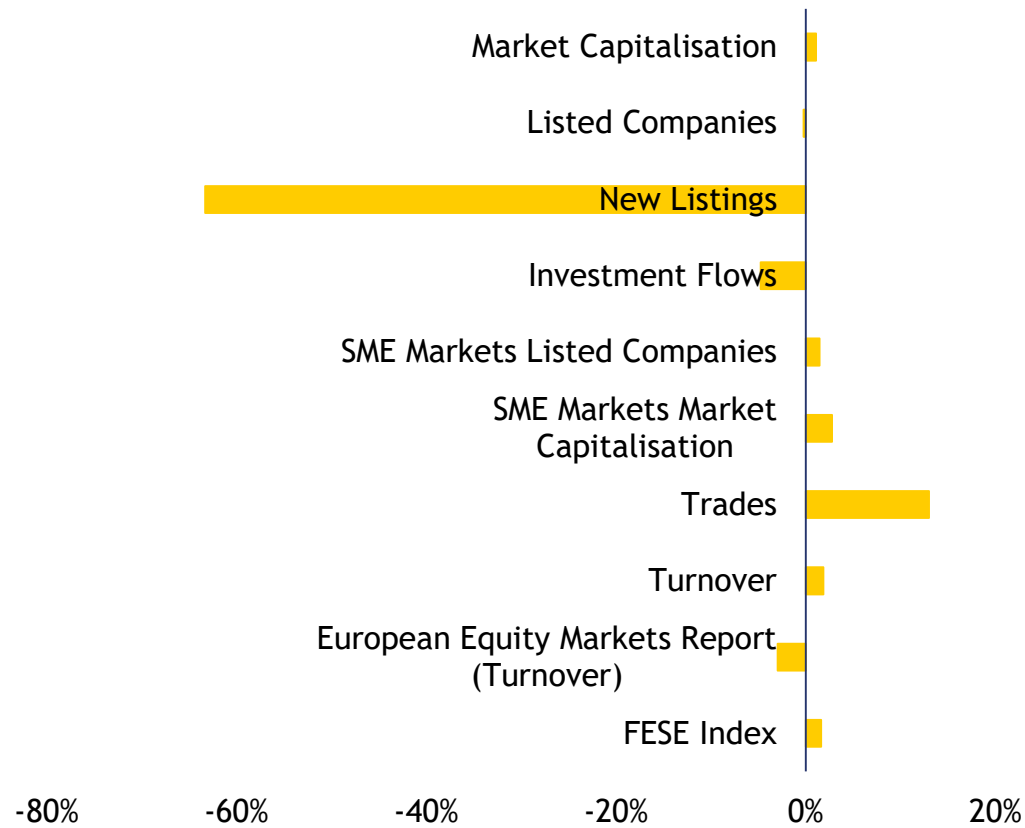 Market Capitalisation
Listed Companies
New Listings
Investment Flows
SME Markets Listed Companies
SME Markets Market
Capitalisation
Trades
Turnover
European Equity Markets Report
(Turnover)
FESE Index
-80% -60% -40% -20% 0% 20%